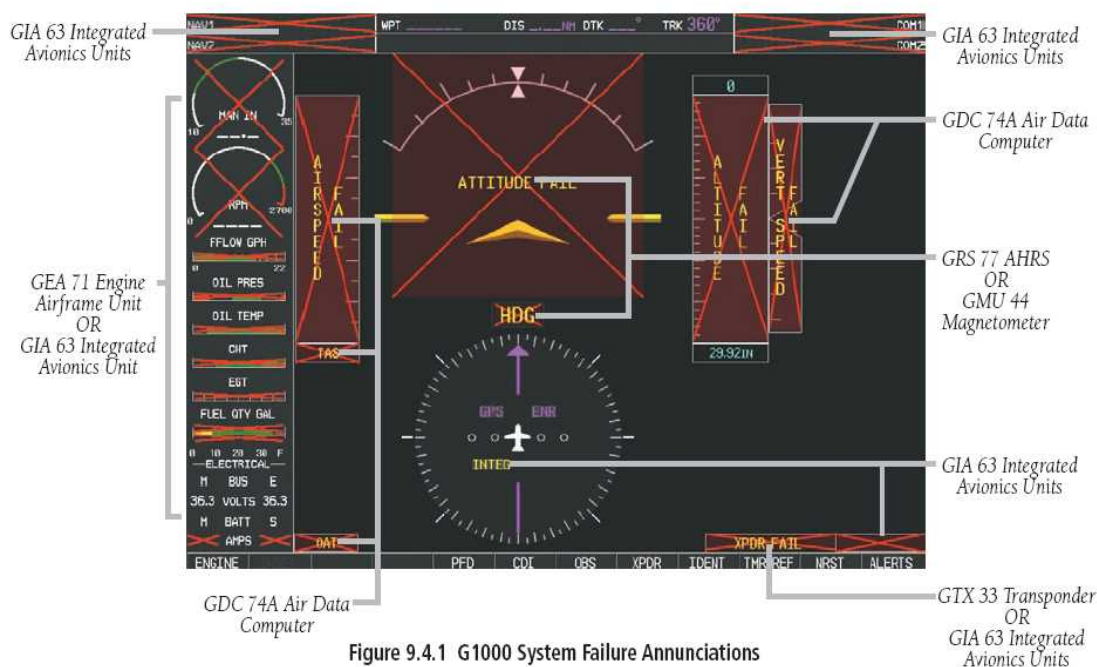 GIA 63 Integrated
Avionics Units
NAV1
NAV2
WPT _______ DIS __._NM DTK ___° TRK 360°
COM1
COM2
GIA 63 Integrated
Avionics Units
MAN IN
10 35
RPM
0 2700
FFLOW GPH
0 22
OIL PRES
OIL TEMP
CHT
EGT
FUEL QTY GAL
0 10 20 30 F
ELECTRICAL
M BUS E
36.3 VOLTS 36.3
M BATT S
AMPS
GEA 71 Engine
Airframe Unit
OR
GIA 63 Integrated
Avionics Unit
AIRSPEED FAIL
TAS
OAT
ATTITUDE FAIL
HDG
GPS ENR
INTEG
0
ALTITUDE FAIL
VERT SPEED FAIL
29.92IN
XPDR FAIL
GDC 74A Air Data
Computer
GRS 77 AHRS
OR
GMU 44
Magnetometer
GIA 63 Integrated
Avionics Units
ENGINE PFD CDI OBS XPDR IDENT TMR/REF NRST ALERTS
GDC 74A Air Data
Computer
GTX 33 Transponder
OR
GIA 63 Integrated
Avionics Units
Figure 9.4.1 G1000 System Failure Annunciations